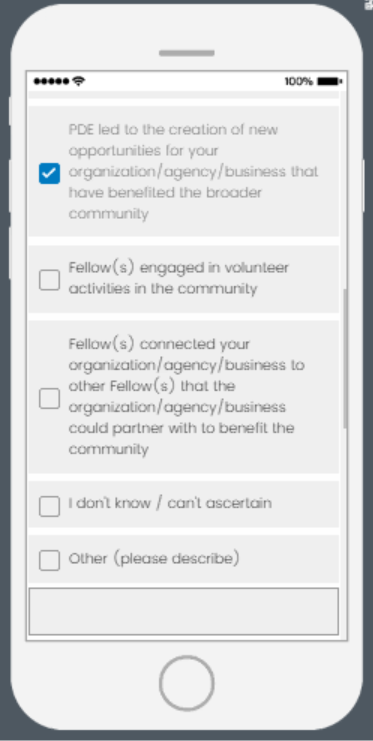 100%
PDE led to the creation of new
opportunities for your
organization/agency/business that
have benefited the broader
community
Fellow(s) engaged in volunteer
activities in the community
Fellow(s) connected your
organization/agency/business to
other Fellow(s) that the
organization/agency/business
could partner with to benefit the
community
I don't know / can't ascertain
Other (please describe)